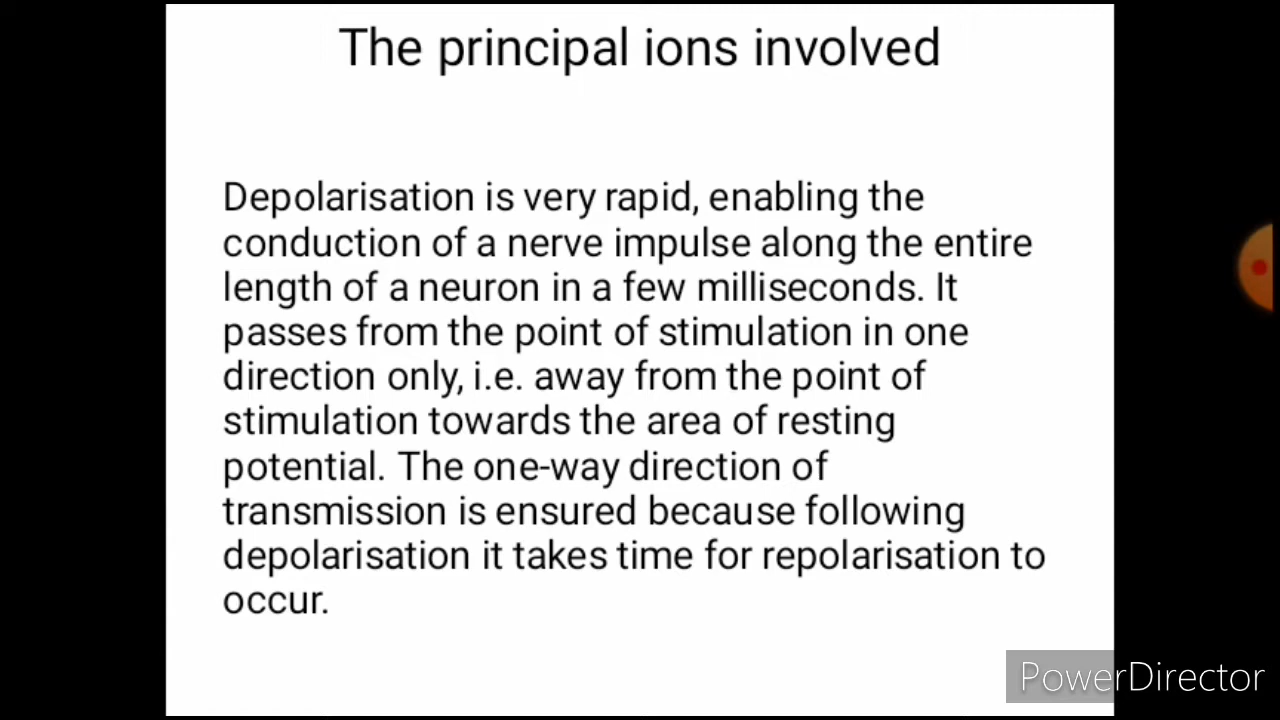 The principal ions involved
Depolarisation is very rapid, enabling the
conduction of a nerve impulse along the entire
length of a neuron in a few milliseconds. It
passes from the point of stimulation in one
direction only, i.e. away from the point of
stimulation towards the area of resting
potential. The one-way direction of
transmission is ensured because following
depolarisation it takes time for repolarisation to
occur.
PowerDirector